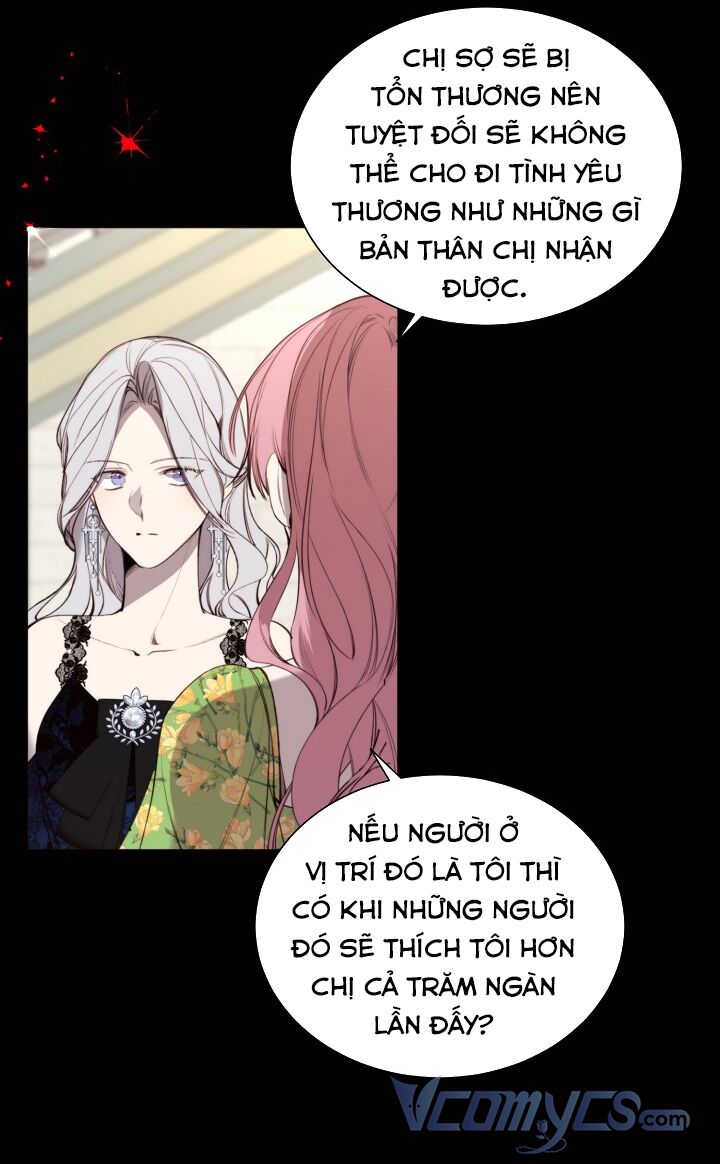 CHỊ SỢ SẼ BỊ
TỔN THƯƠNG NÊN
TUYỆT ĐỐI SẼ KHÔNG
THỂ CHO ĐI TÌNH YÊU
THƯƠNG NHƯ NHỮNG GÌ
BẢN THÂN CHỊ NHẬN
ĐƯỢC.
NẾU NGƯỜI Ở
VỊ TRÍ ĐÓ LÀ TÔI THÌ
CÓ KHI NHỮNG NGƯỜI
ĐÓ SẼ THÍCH TÔI HƠN
CHỊ CẢ TRĂM NGÀN
LẦN ĐẤY?
VCOMYCS.com